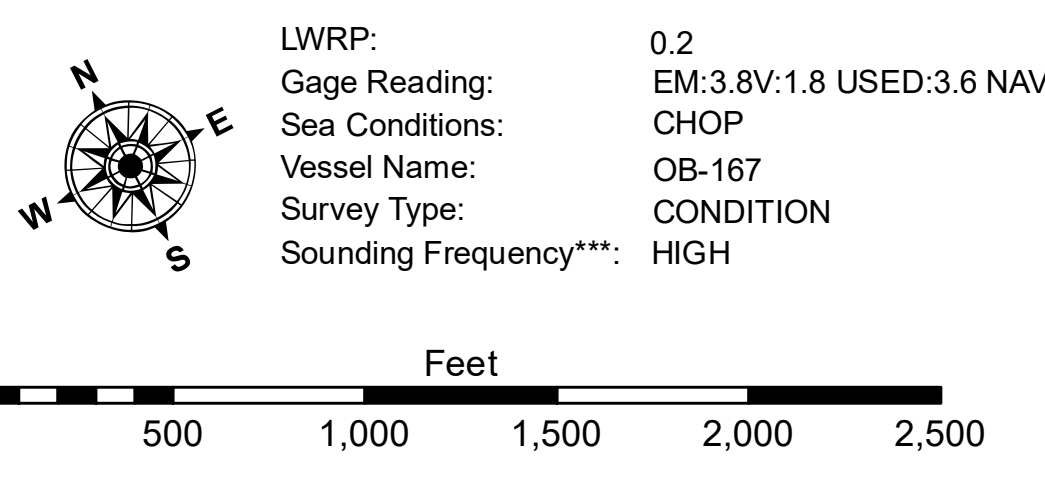 N
E
W
S
LWRP: 0.2
Gage Reading: EM:3.8V:1.8 USED:3.6 NAV
Sea Conditions: CHOP
Vessel Name: OB-167
Survey Type: CONDITION
Sounding Frequency***: HIGH
Feet
500 1,000 1,500 2,000 2,500